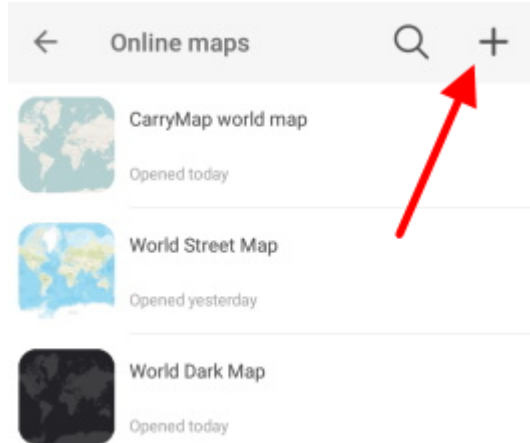 Online maps
CarryMap world map
Opened today
World Street Map
Opened yesterday
World Dark Map
Opened today